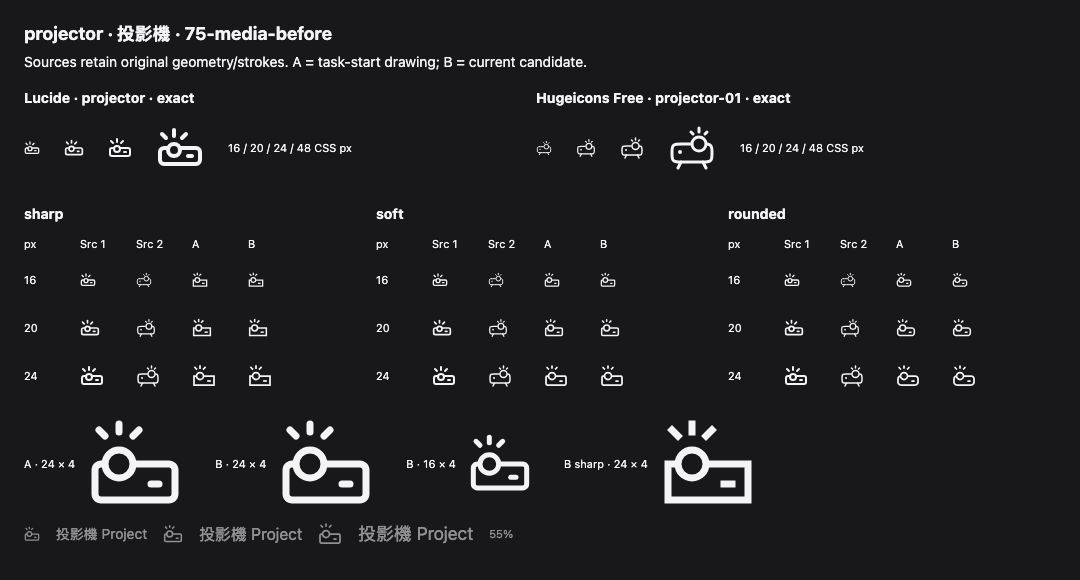 projector · 投影機 · 75-media-before
Sources retain original geometry/strokes. A = task-start drawing; B = current candidate.
Lucide · projector · exact
Hugeicons Free · projector-01 · exact
16 / 20 / 24 / 48 CSS px
16 / 20 / 24 / 48 CSS px
sharp
soft
rounded
px Src 1 Src 2 A B
px Src 1 Src 2 A B
px Src 1 Src 2 A B
16
16
16
20
20
20
24
24
24
A · 24 × 4
B · 24 × 4
B · 16 × 4
B sharp · 24 × 4
投影機 Project
投影機 Project
投影機 Project
55%